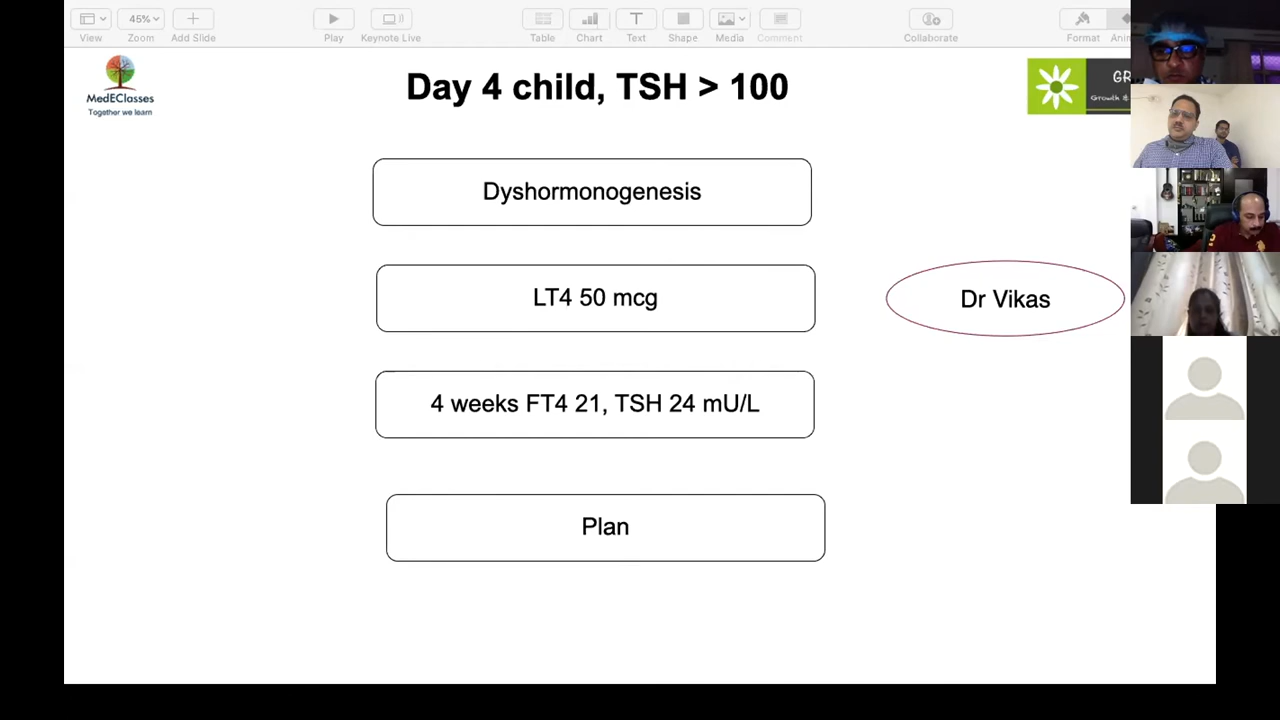 45%
View
Zoom
Add Slide
Play
Keynote Live
Table
Chart
Text
Shape
Media
Comment
Collaborate
Format
MedEClasses
Together we learn
Day 4 child, TSH > 100
Growth &
Dyshormonogenesis
LT4 50 mcg
Dr Vikas
4 weeks FT4 21, TSH 24 mU/L
Plan